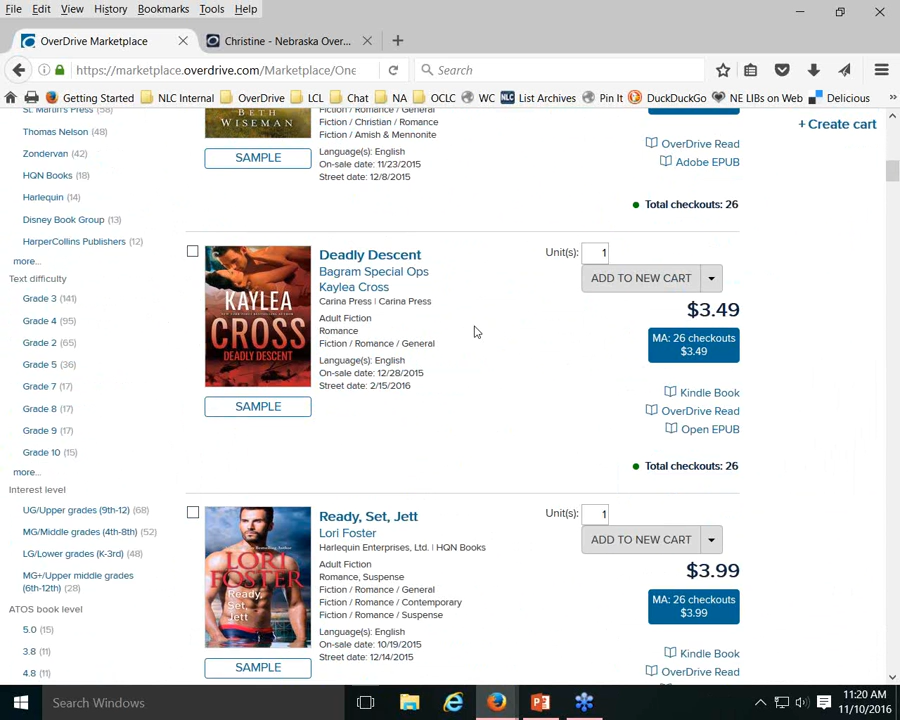 File Edit View History Bookmarks Tools Help
OverDrive Marketplace
Christine - Nebraska Over...
https://marketplace.overdrive.com/Marketplace/One
Search
Getting Started NLC Internal OverDrive LCL Chat NA OCLC WC List Archives Pin It DuckDuckGo NE LIBs on Web Delicious
St. Martin's Press (58)
Thomas Nelson (48)
Zondervan (42)
HQN Books (18)
Harlequin (14)
Disney Book Group (13)
HarperCollins Publishers (12)
more...
Text difficulty
Grade 3 (141)
Grade 4 (95)
Grade 2 (65)
Grade 5 (36)
Grade 7 (17)
Grade 8 (17)
Grade 9 (17)
Grade 10 (15)
more...
Interest level
UG/Upper grades (9th-12) (68)
MG/Middle grades (4th-8th) (52)
LG/Lower grades (K-3rd) (48)
MG+/Upper middle grades
(6th-12th) (28)
ATOS book level
5.0 (15)
3.8 (11)
4.8 (11)
BETH
WISEMAN
SAMPLE
Fiction / Romance / General
Fiction / Christian / Romance
Fiction / Amish & Mennonite
Language(s): English
On-sale date: 11/23/2015
Street date: 12/8/2015
OverDrive Read
Adobe EPUB
Total checkouts: 26
+ Create cart
KAYLEA
CROSS
DEADLY DESCENT
SAMPLE
Deadly Descent
Bagram Special Ops
Kaylea Cross
Carina Press | Carina Press
Adult Fiction
Romance
Fiction / Romance / General
Language(s): English
On-sale date: 12/28/2015
Street date: 2/15/2016
Unit(s): 1
ADD TO NEW CART
$3.49
MA: 26 checkouts
$3.49
Kindle Book
OverDrive Read
Open EPUB
Total checkouts: 26
LORI
FOSTER
Ready,
Set,
Jett
SAMPLE
Ready, Set, Jett
Lori Foster
Harlequin Enterprises, Ltd. | HQN Books
Adult Fiction
Romance, Suspense
Fiction / Romance / General
Fiction / Romance / Contemporary
Fiction / Romance / Suspense
Language(s): English
On-sale date: 10/19/2015
Street date: 12/14/2015
Unit(s): 1
ADD TO NEW CART
$3.99
MA: 26 checkouts
$3.99
Kindle Book
OverDrive Read
Search Windows
11:20 AM
11/10/2016